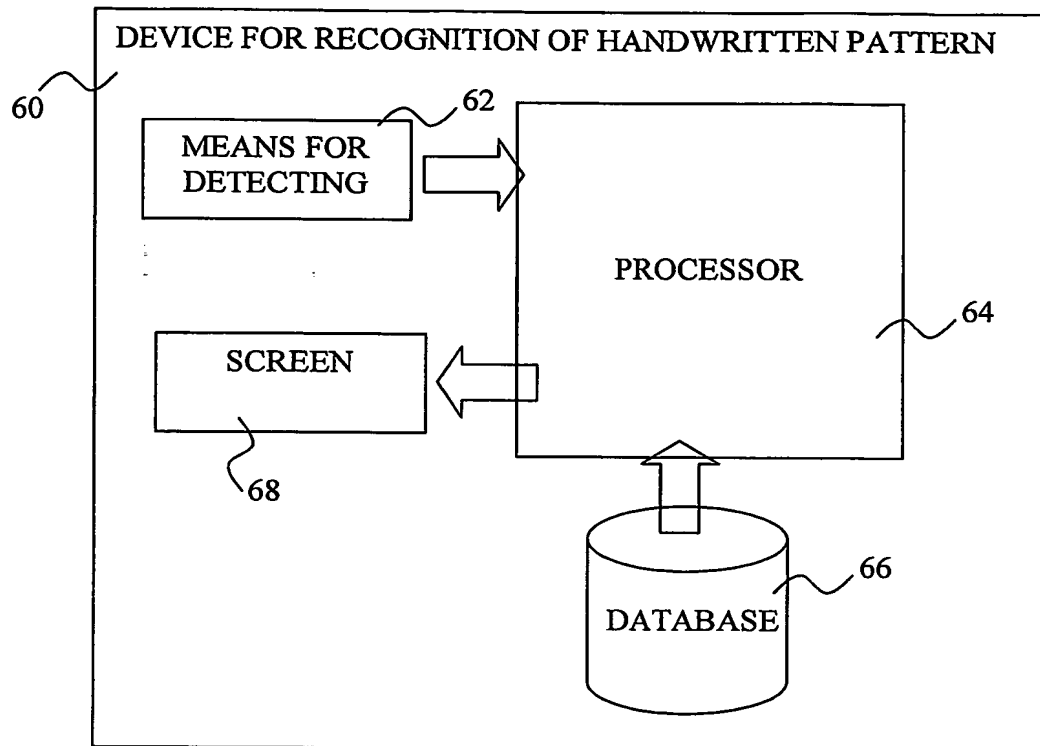 DEVICE FOR RECOGNITION OF HANDWRITTEN PATTERN
60
62
MEANS FOR
DETECTING
PROCESSOR
64
SCREEN
68
66
DATABASE